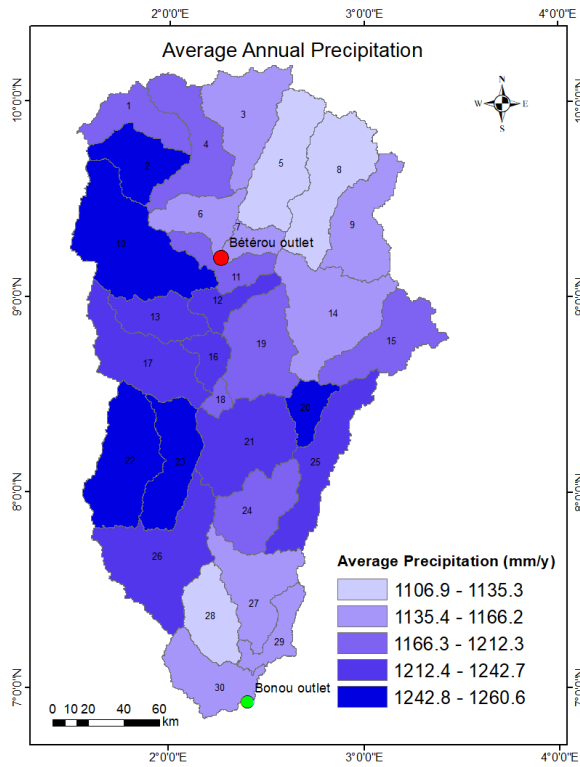 2°0'0"E
3°0'0"E
4°0'0"E
Average Annual Precipitation
N
W
E
S
10°0'0"N
10°0'0"N
1
2
3
4
5
6
7
8
9
10
Bétérou outlet
9°0'0"N
9°0'0"N
11
12
13
14
15
16
17
18
19
20
21
22
23
24
25
8°0'0"N
8°0'0"N
26
27
28
29
30
Average Precipitation (mm/y)
1106.9 - 1135.3
1135.4 - 1166.2
1166.3 - 1212.3
1212.4 - 1242.7
1242.8 - 1260.6
7°0'0"N
7°0'0"N
Bonou outlet
0 10 20 40 60
km
2°0'0"E
3°0'0"E
4°0'0"E